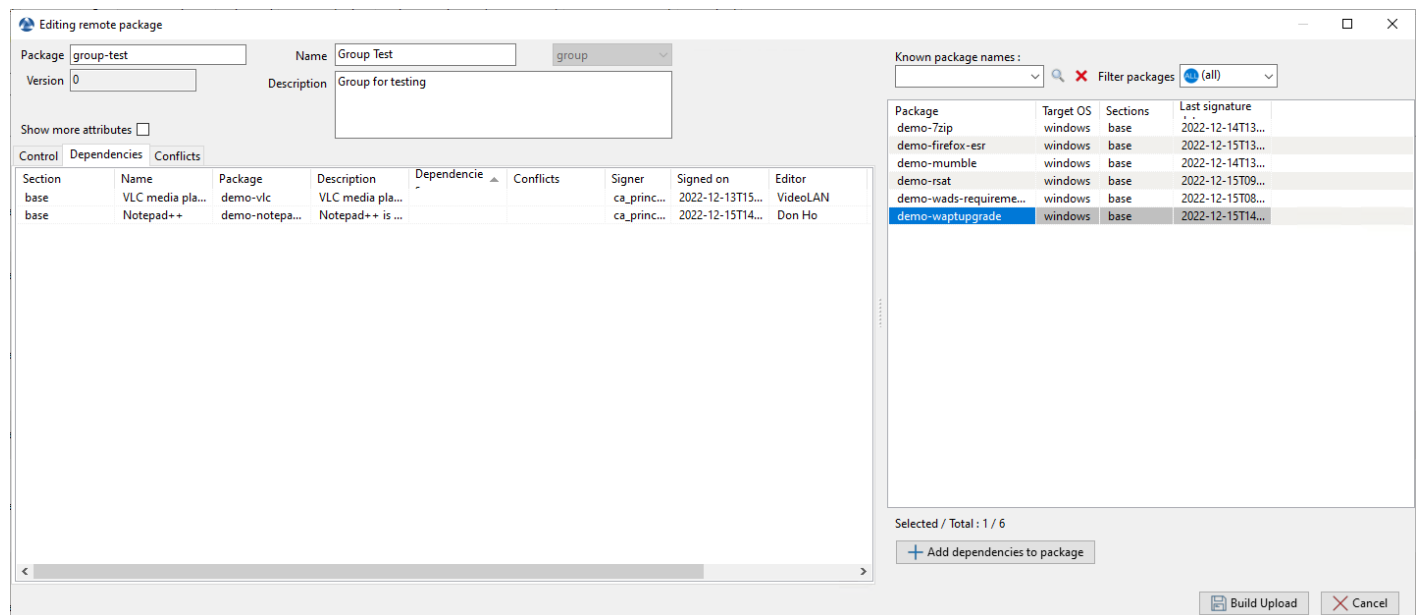 Editing remote package
Package group-test Name Group Test group
Version 0 Description Group for testing
Show more attributes
Control Dependencies Conflicts
Section Name Package Description Dependencie Conflicts Signer Signed on Editor
base VLC media pla... demo-vlc VLC media pla... ca_princ... 2022-12-13T15... VideoLAN
base Notepad++ demo-notepa... Notepad++ is ... ca_princ... 2022-12-15T14... Don Ho
Known package names :
Filter packages ALL (all)
Package Target OS Sections Last signature
demo-7zip windows base 2022-12-14T13...
demo-firefox-esr windows base 2022-12-15T13...
demo-mumble windows base 2022-12-14T13...
demo-rsat windows base 2022-12-15T09...
demo-wads-requireme... windows base 2022-12-15T08...
demo-waptupgrade windows base 2022-12-15T14...
Selected / Total : 1 / 6
Add dependencies to package
Build Upload Cancel